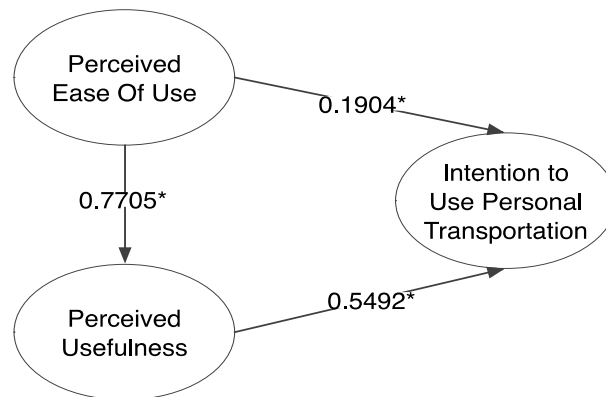 Perceived
Ease Of Use
0.1904*
Intention to
Use Personal
Transportation
0.7705*
0.5492*
Perceived
Usefulness